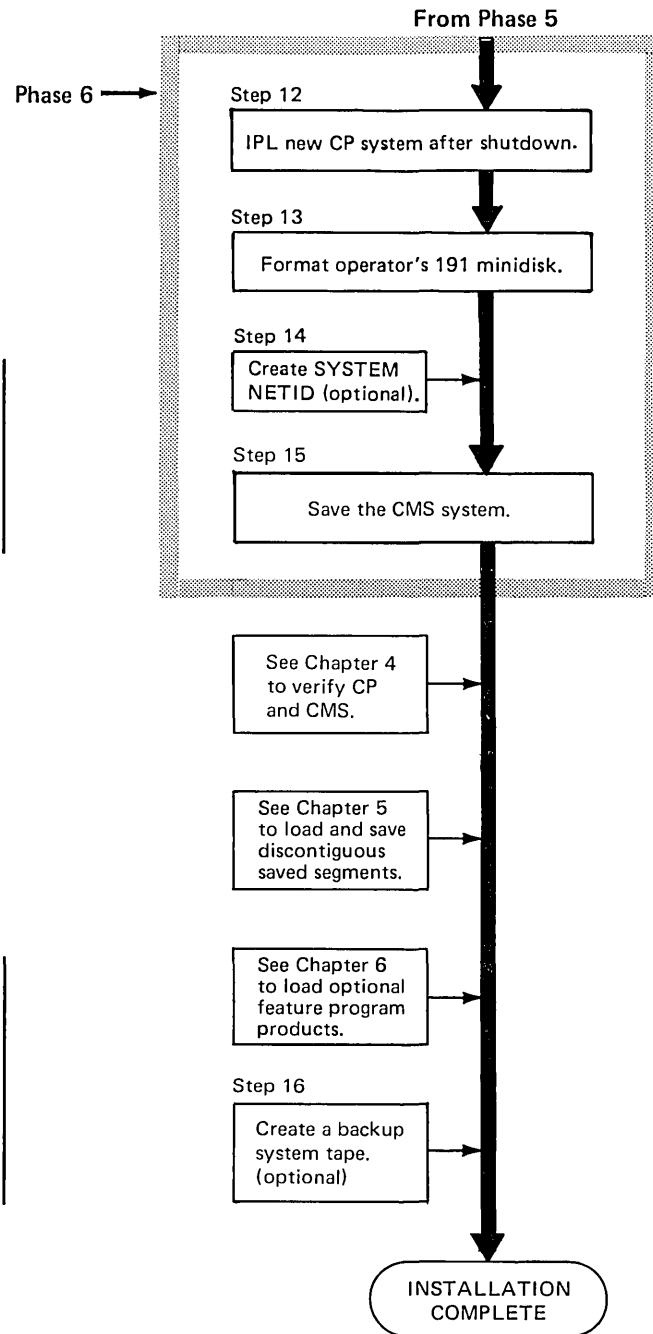 From Phase 5
Phase 6
Step 12
IPL new CP system after shutdown.
Step 13
Format operator's 191 minidisk.
Step 14
Create SYSTEM
NETID (optional).
Step 15
Save the CMS system.
See Chapter 4
to verify CP
and CMS.
See Chapter 5
to load and save
discontiguous
saved segments.
See Chapter 6
to load optional
feature program
products.
Step 16
Create a backup
system tape.
(optional)
INSTALLATION
COMPLETE